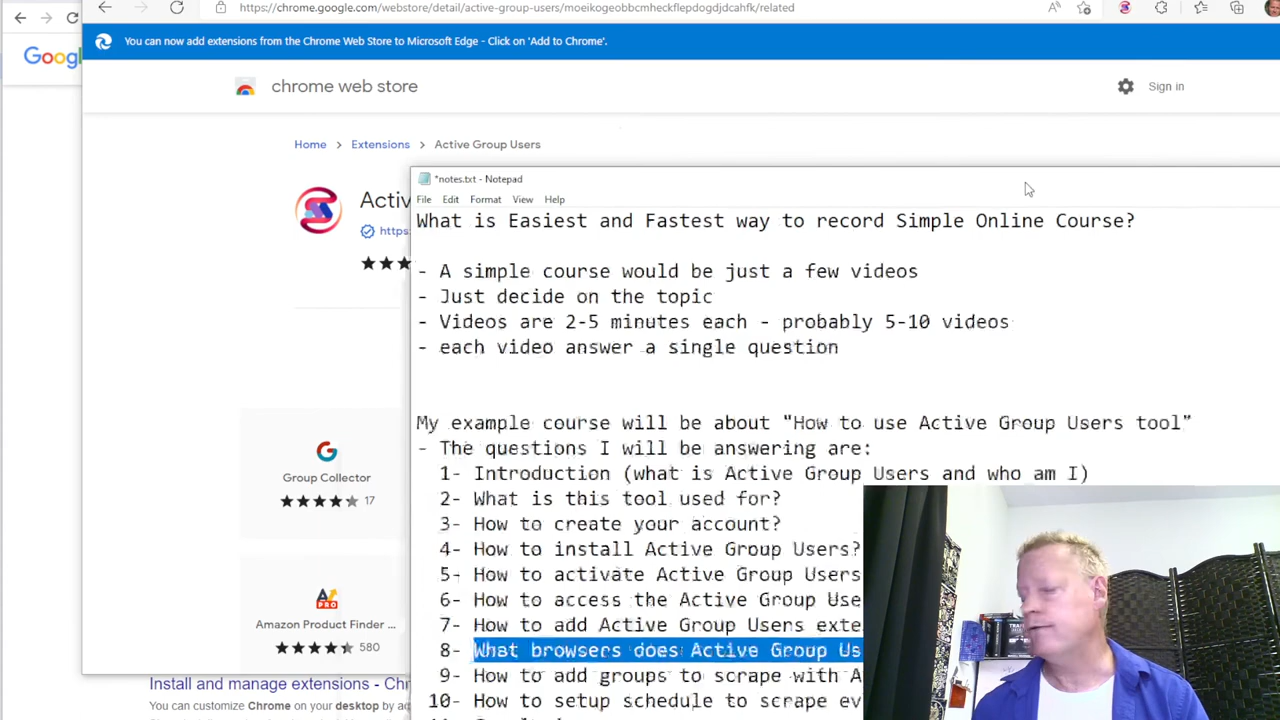 https://chrome.google.com/webstore/detail/active-group-users/moeikogeobbcmheckflepdogdjdcahfk/related
You can now add extensions from the Chrome Web Store to Microsoft Edge - Click on 'Add to Chrome'.
Goog
chrome web store
Sign in
Home
Extensions
Active Group Users
*notes.txt - Notepad
File Edit Format View Help
Activ
https:
What is Easiest and Fastest way to record Simple Online Course?
- A simple course would be just a few videos
- Just decide on the topic
- Videos are 2-5 minutes each - probably 5-10 videos
- each video answer a single question
My example course will be about "How to use Active Group Users tool"
- The questions I will be answering are:
1- Introduction (what is Active Group Users and who am I)
2- What is this tool used for?
3- How to create your account?
4- How to install Active Group Users?
5- How to activate Active Group Users
6- How to access the Active Group Use
7- How to add Active Group Users exte
8- What browsers does Active Group Us
9- How to add groups to scrape with A
10- How to setup schedule to scrape ev
Group Collector
17
Amazon Product Finder ...
580
Install and manage extensions - Chr
You can customize Chrome on your desktop by